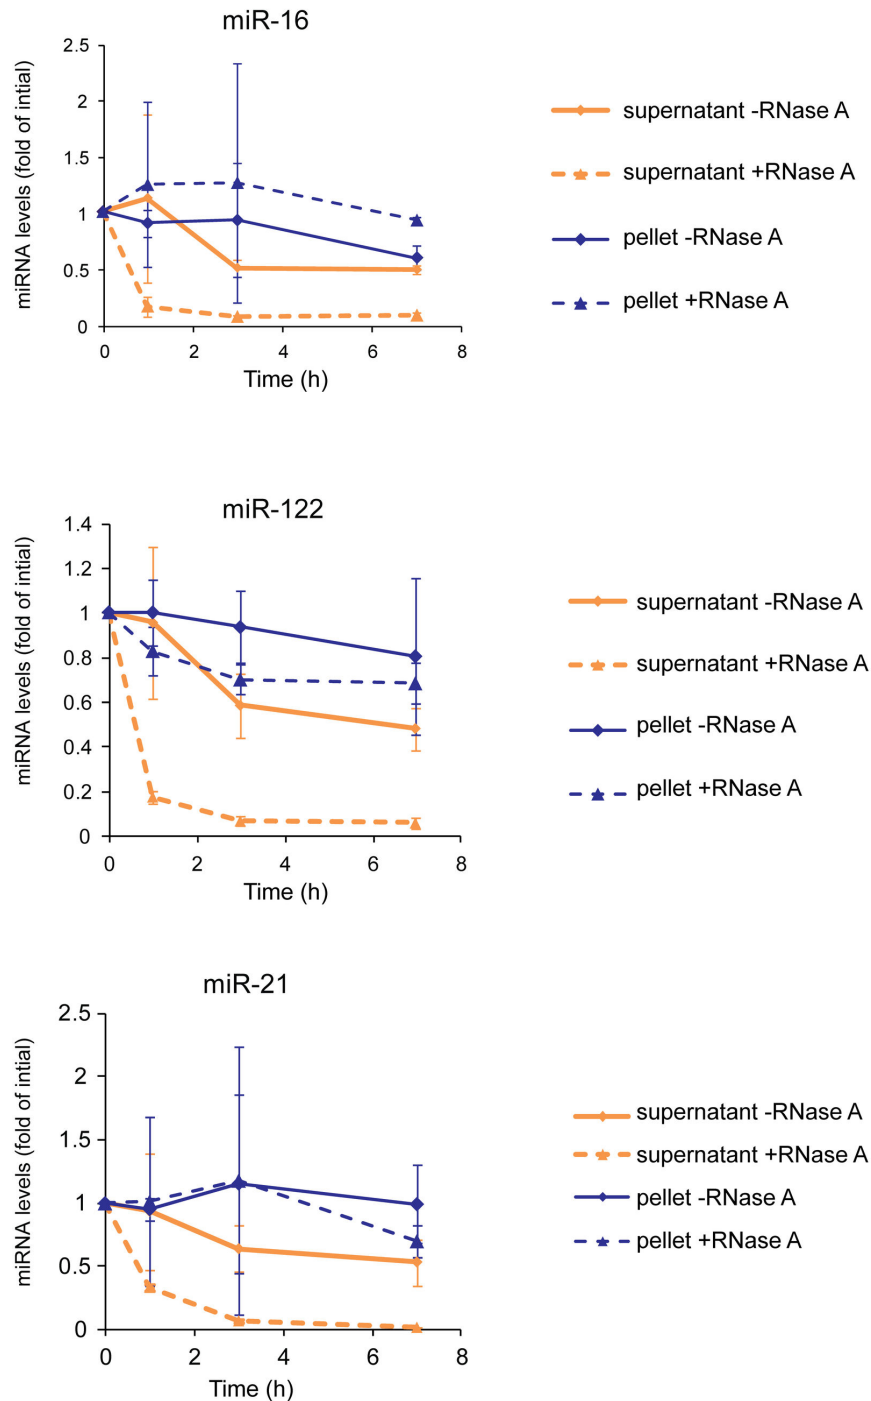 miR-16
miRNA levels (fold of intial)
2.5
2
1.5
1
0.5
0
0 2 4 6 8
Time (h)
supernatant -RNase A
supernatant +RNase A
pellet -RNase A
pellet +RNase A
miR-122
miRNA levels (fold of intial)
1.4
1.2
1
0.8
0.6
0.4
0.2
0
0 2 4 6 8
Time (h)
supernatant -RNase A
supernatant +RNase A
pellet -RNase A
pellet +RNase A
miR-21
miRNA levels (fold of intial)
2.5
2
1.5
1
0.5
0
0 2 4 6 8
Time (h)
supernatant -RNase A
supernatant +RNase A
pellet -RNase A
pellet +RNase A